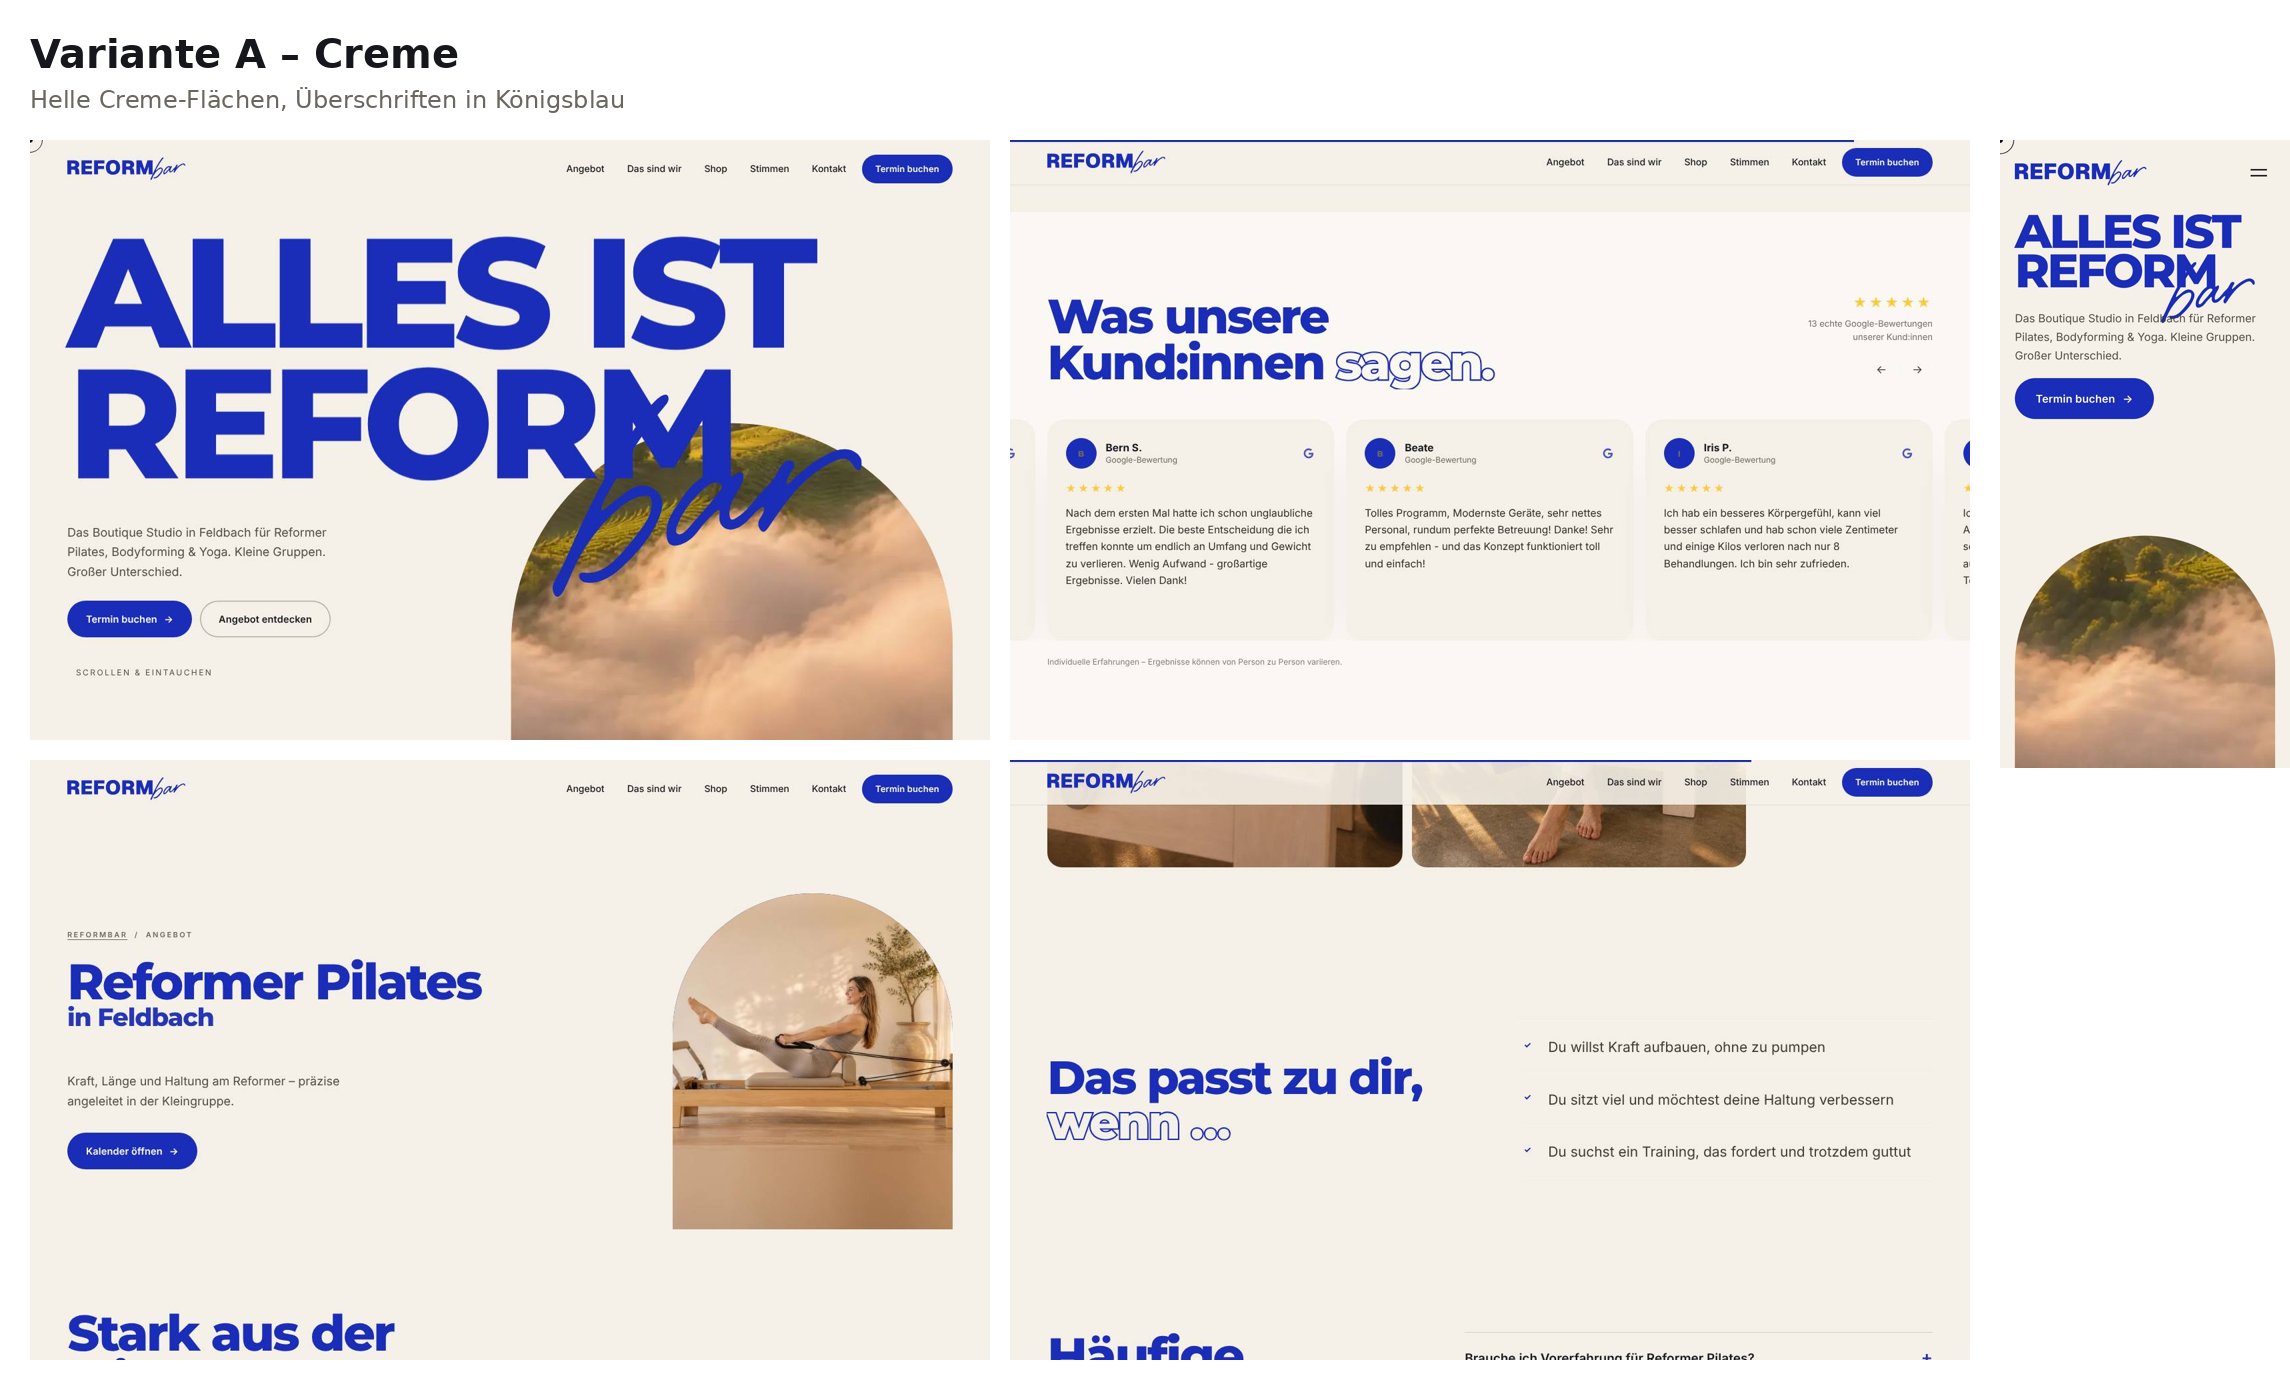 Variante A – Creme
Helle Creme-Flächen, Überschriften in Königsblau
REFORMbar
Angebot Das sind wir Shop Stimmen Kontakt Termin buchen
ALLES IST
REFORM
bar
Das Boutique Studio in Feldbach für Reformer
Pilates, Bodyforming & Yoga. Kleine Gruppen.
Großer Unterschied.
Termin buchen →
Angebot entdecken
SCROLLEN & EINTAUCHEN
REFORMbar
Angebot Das sind wir Shop Stimmen Kontakt Termin buchen
Was unsere
Kund:innen sagen.
★★★★★
13 echte Google-Bewertungen
unserer Kund:innen
← →
B
Bern S.
Google-Bewertung
G
★★★★★
Nach dem ersten Mal hatte ich schon unglaubliche
Ergebnisse erzielt. Die beste Entscheidung die ich
treffen konnte um endlich an Umfang und Gewicht
zu verlieren. Wenig Aufwand - großartige
Ergebnisse. Vielen Dank!
B
Beate
Google-Bewertung
G
★★★★★
Tolles Programm, Modernste Geräte, sehr nettes
Personal, rundum perfekte Betreuung! Danke! Sehr
zu empfehlen - und das Konzept funktioniert toll
und einfach!
I
Iris P.
Google-Bewertung
G
★★★★★
Ich hab ein besseres Körpergefühl, kann viel
besser schlafen und hab schon viele Zentimeter
und einige Kilos verloren nach nur 8
Behandlungen. Ich bin sehr zufrieden.
Individuelle Erfahrungen – Ergebnisse können von Person zu Person variieren.
REFORMbar
ALLES IST
REFORM
bar
Das Boutique Studio in Feldbach für Reformer
Pilates, Bodyforming & Yoga. Kleine Gruppen.
Großer Unterschied.
Termin buchen →
REFORMbar
Angebot Das sind wir Shop Stimmen Kontakt Termin buchen
REFORMBAR / ANGEBOT
Reformer Pilates
in Feldbach
Kraft, Länge und Haltung am Reformer – präzise
angeleitet in der Kleingruppe.
Kalender öffnen →
Stark aus der
REFORMbar
Angebot Das sind wir Shop Stimmen Kontakt Termin buchen
Das passt zu dir,
wenn ...
Du willst Kraft aufbauen, ohne zu pumpen
Du sitzt viel und möchtest deine Haltung verbessern
Du suchst ein Training, das fordert und trotzdem guttut
Häufige
Brauche ich Vorerfahrung für Reformer Pilates? +